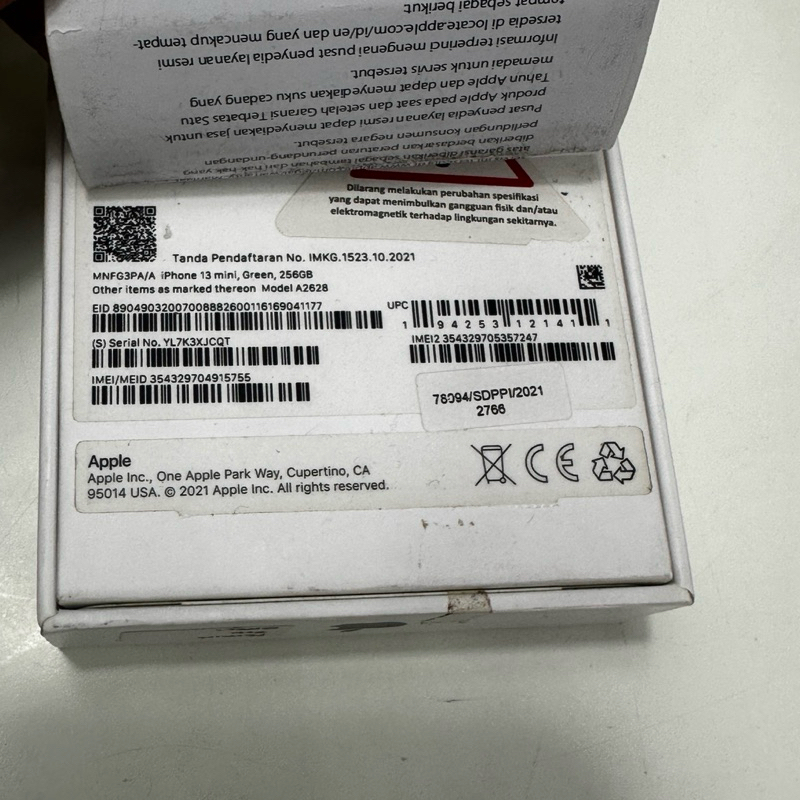 tempat sebagai berikut.
tersedia di locate.apple.com/id/en dan yang mencakup tempat-
Informasi terperinci mengenai pusat penyedia layanan resmi
memadai untuk servis tersebut.
Tahun Apple dan dapat menyediakan suku cadang yang
produk Apple pada saat dan setelah Garansi Terbatas Satu
Pusat penyedia layanan resmi dapat menyediakan jasa untuk
perlindungan konsumen negara tersebut.
diberikan berdasarkan peraturan perundang-undangan
Dilarang melakukan perubahan spesifikasi
yang dapat menimbulkan gangguan fisik dan/atau
elektromagnetik terhadap lingkungan sekitarnya.
Tanda Pendaftaran No. IMKG.1523.10.2021
MNFG3PA/A iPhone 13 mini, Green, 256GB
Other items as marked thereon Model A2628
EID 89049032007008882600116169041177
UPC
1 94253 12141 1
(S) Serial No. YL7K3XJCQT
IMEI2 354329705357247
IMEI/MEID 354329704915755
78094/SDPPI/2021
2766
Apple
Apple Inc., One Apple Park Way, Cupertino, CA
95014 USA. © 2021 Apple Inc. All rights reserved.
CE